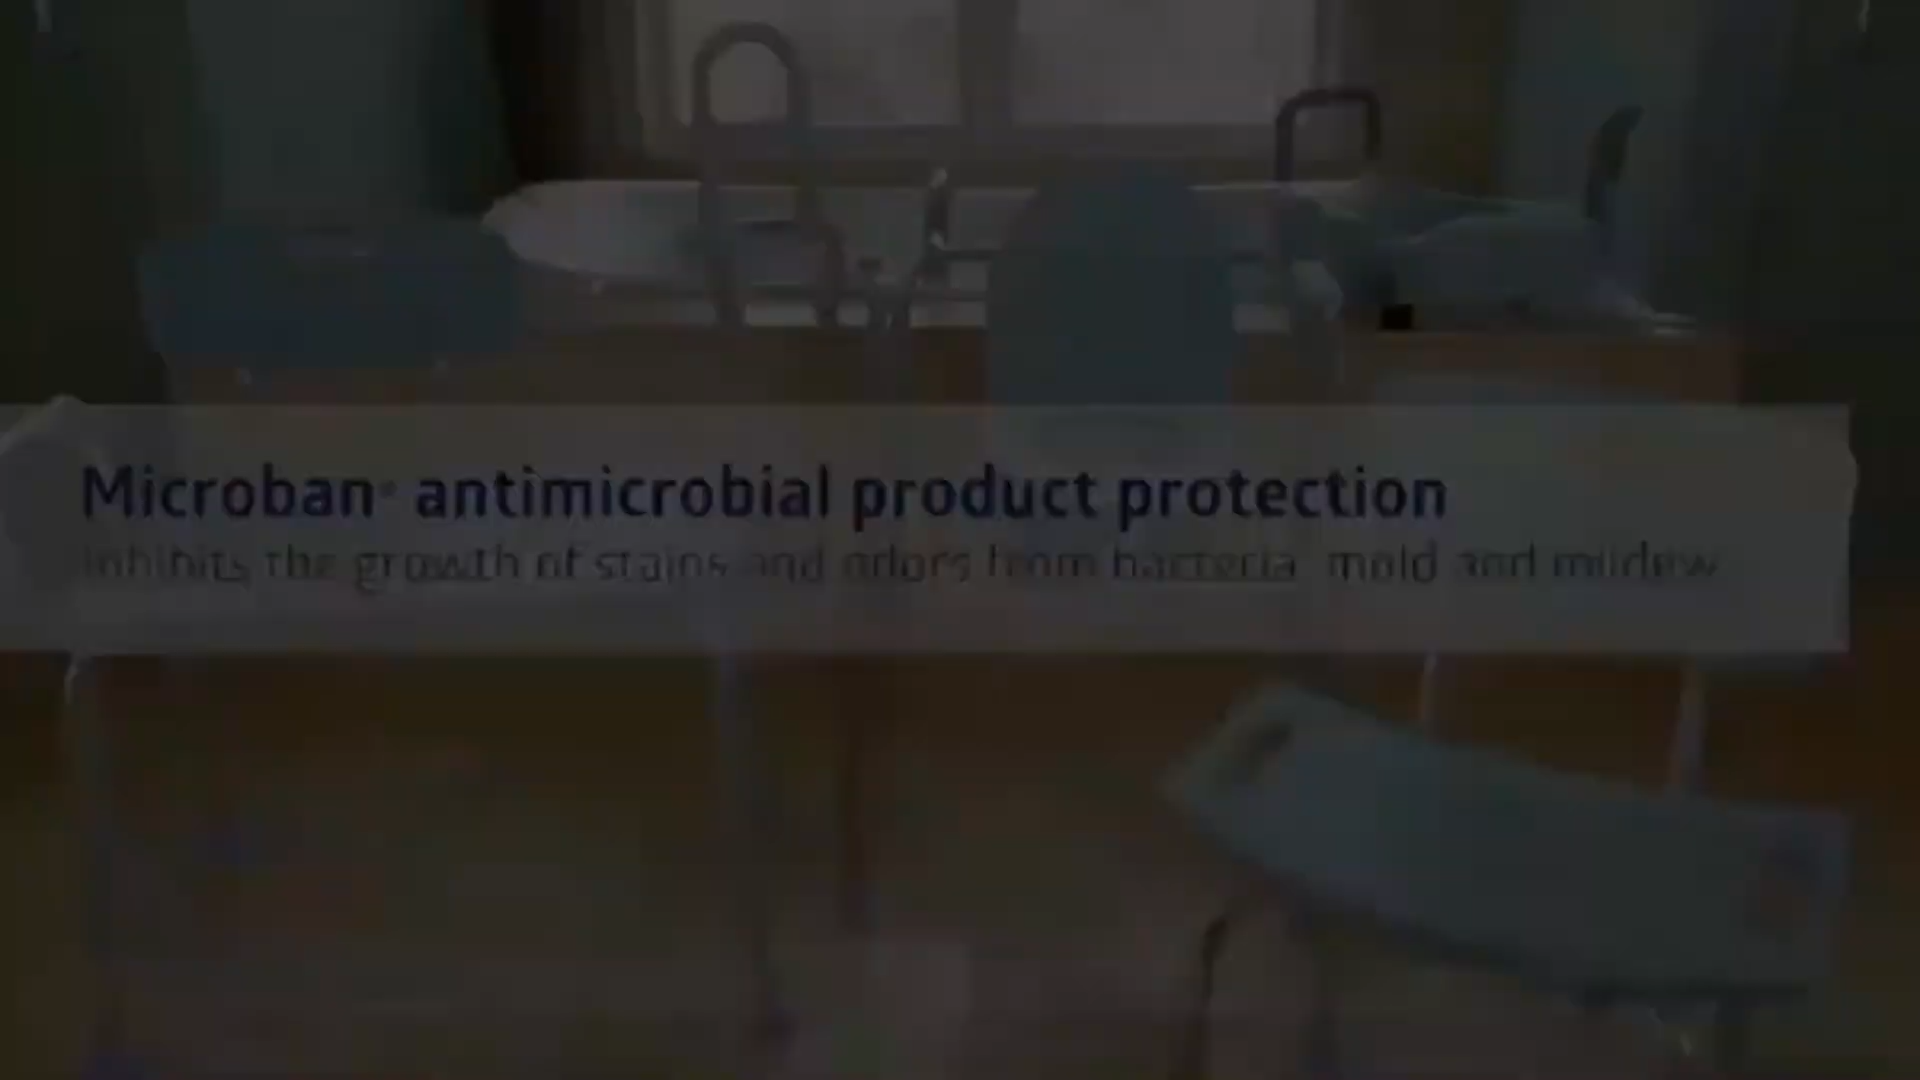 Microban® antimicrobial product protection
Inhibits the growth of stains and odors from bacteria, mold and mildew